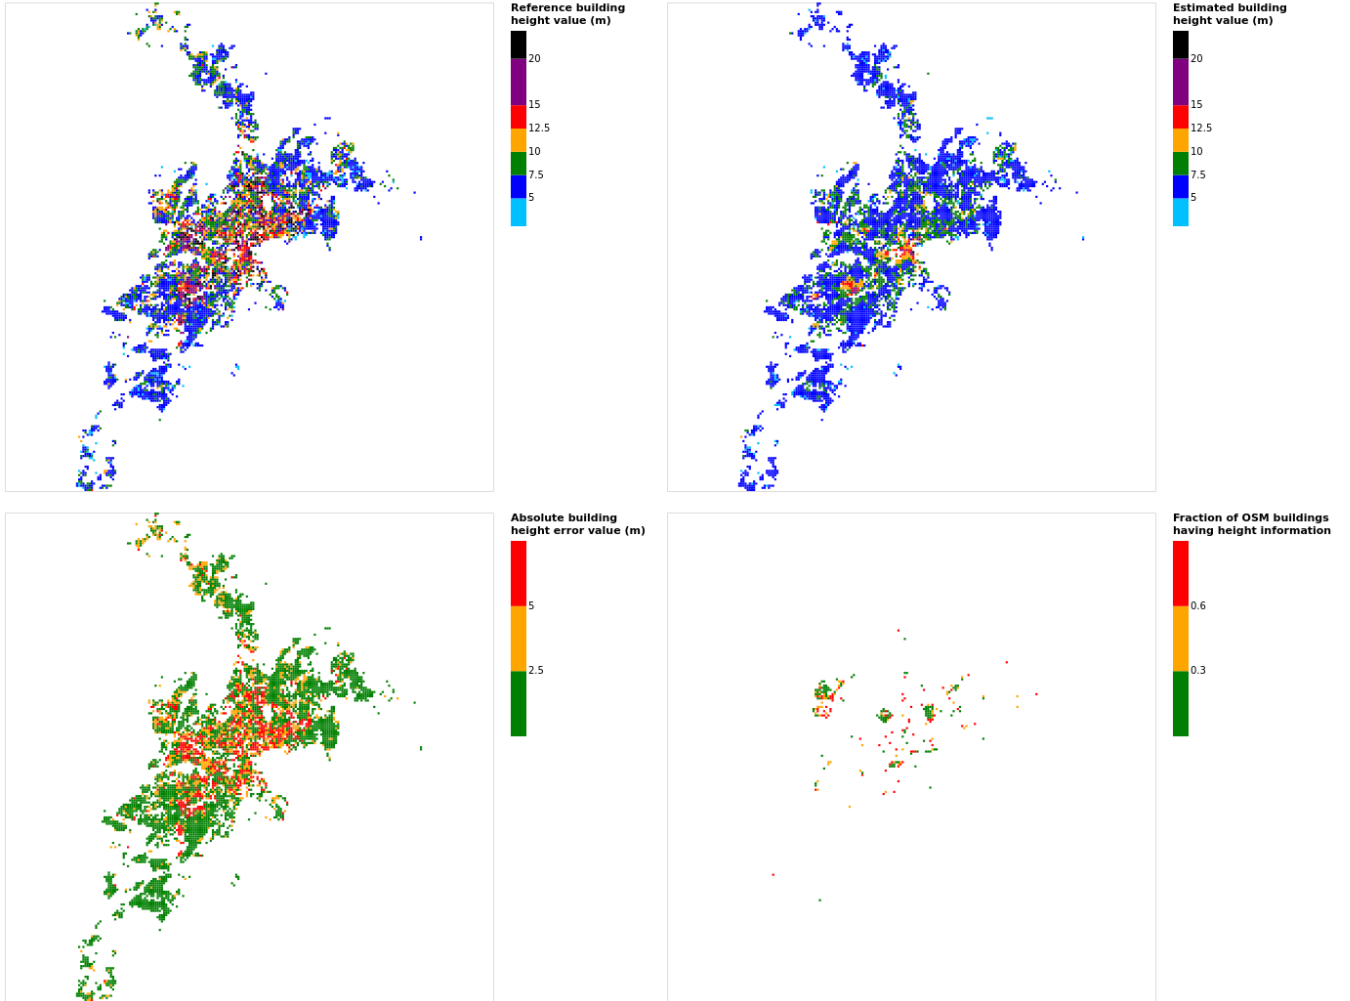 Reference building
height value (m)
20
15
12.5
10
7.5
5
Estimated building
height value (m)
20
15
12.5
10
7.5
5
Absolute building
height error value (m)
5
2.5
Fraction of OSM buildings
having height information
0.6
0.3